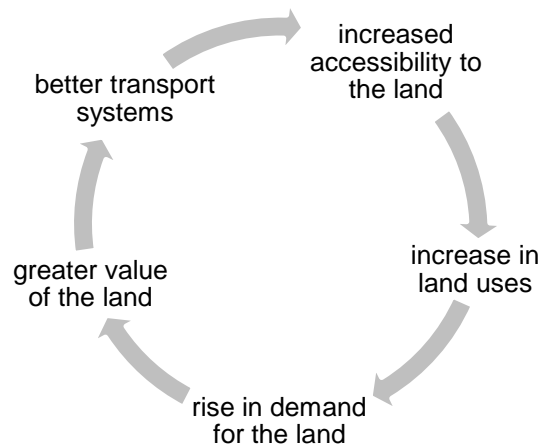 increased
accessibility to
the land
increase in
land uses
rise in demand
for the land
greater value
of the land
better transport
systems